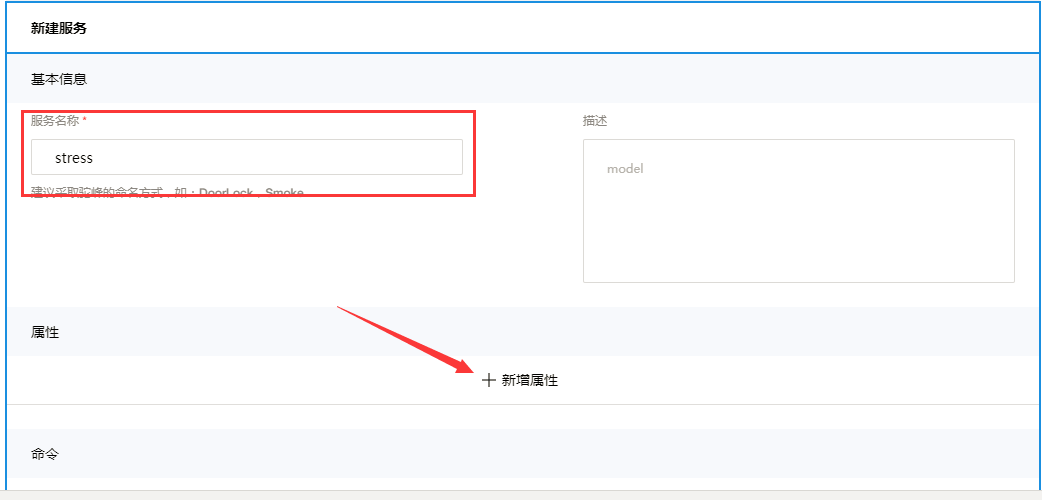 新建服务
基本信息
服务名称 *
stress
建议采取驼峰的命名方式，如：DoorLock，Smoke
描述
model
属性
新增属性
命令